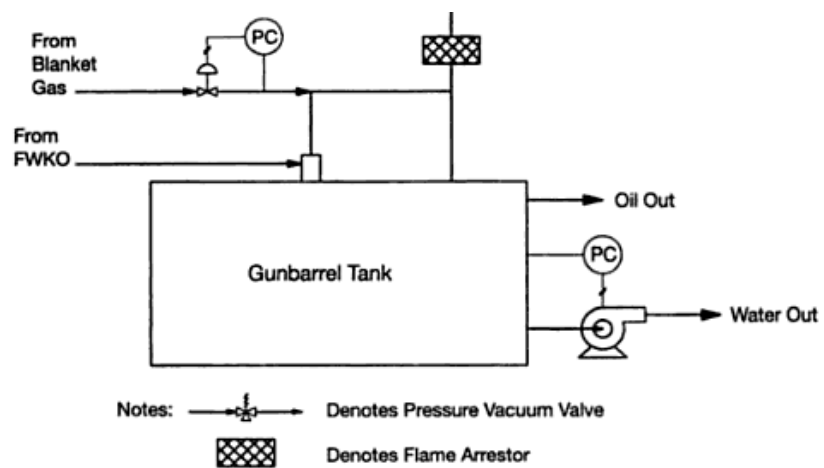 From
Blanket
Gas
PC
From
FWKO
Oil Out
Gunbarrel Tank
PC
Water Out
Notes:
Denotes Pressure Vacuum Valve
Denotes Flame Arrestor